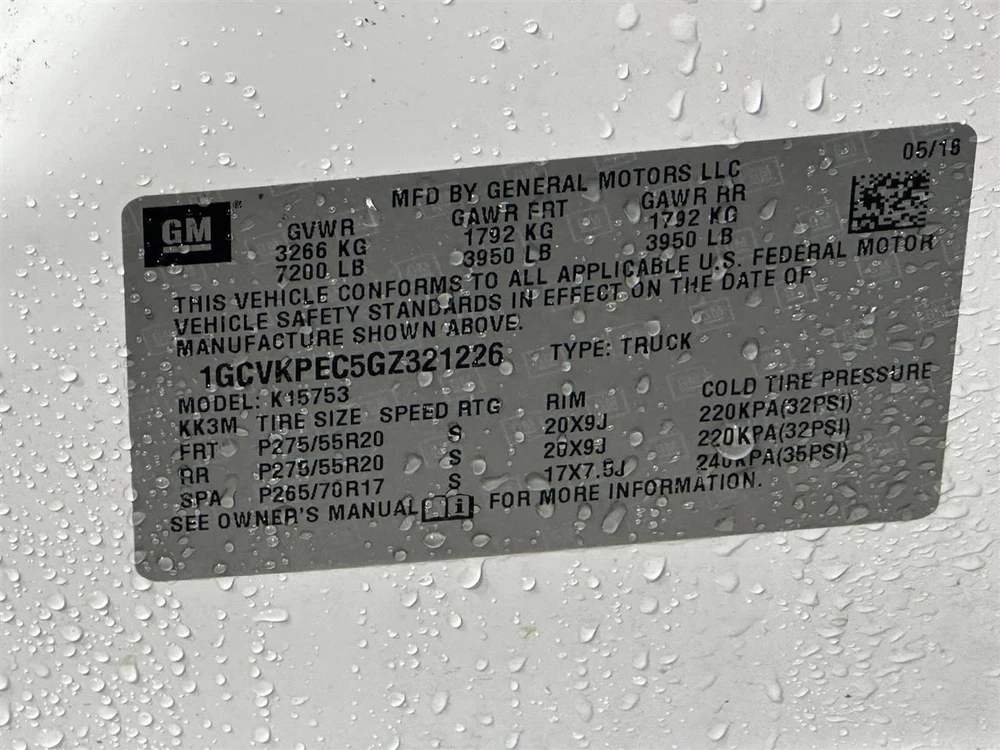 05/16
MFD BY GENERAL MOTORS LLC
GM ®
GVWR GAWR FRT GAWR RR
3266 KG 1792 KG 1792 KG
7200 LB 3950 LB 3950 LB
THIS VEHICLE CONFORMS TO ALL APPLICABLE U.S. FEDERAL MOTOR
VEHICLE SAFETY STANDARDS IN EFFECT ON THE DATE OF
MANUFACTURE SHOWN ABOVE.
1GCVKPEC5GZ321226 TYPE: TRUCK
MODEL: K15753
KK3M TIRE SIZE SPEED RTG RIM COLD TIRE PRESSURE
FRT P275/55R20 S 20X9J 220KPA(32PSI)
RR P275/55R20 S 20X9J 220KPA(32PSI)
SPA P265/70R17 S 17X7.5J 240KPA(35PSI)
SEE OWNER'S MANUAL i FOR MORE INFORMATION.